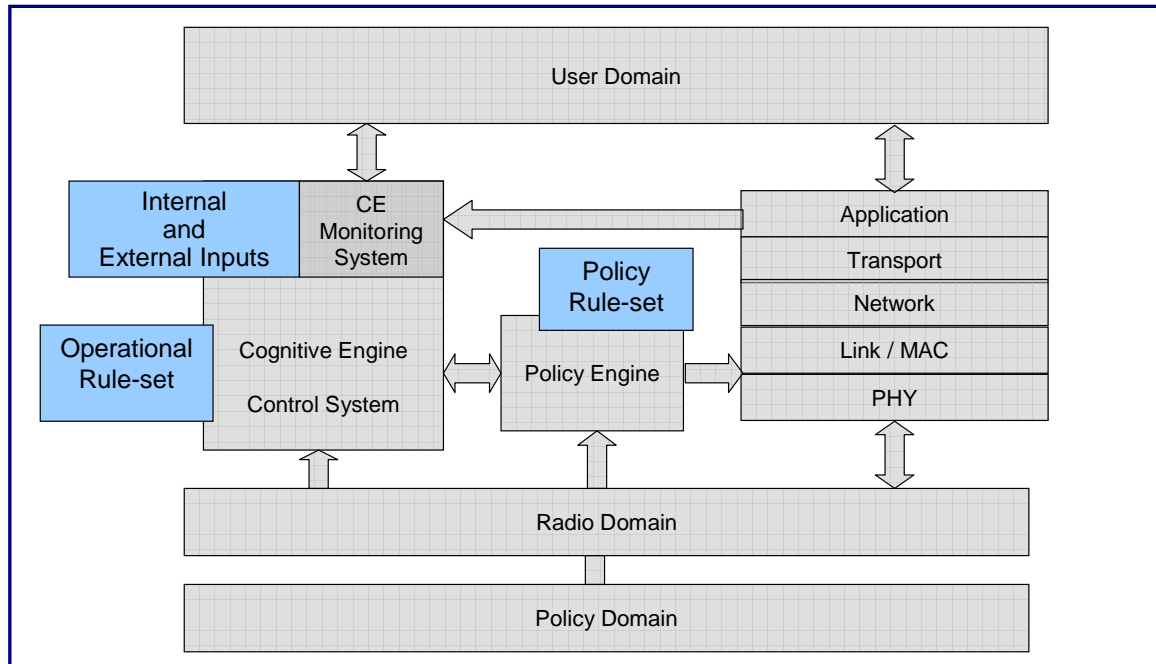 User Domain
Internal
and
External Inputs
CE
Monitoring
System
Application
Transport
Network
Link / MAC
PHY
Policy
Rule-set
Operational
Rule-set
Cognitive Engine
Control System
Policy Engine
Radio Domain
Policy Domain